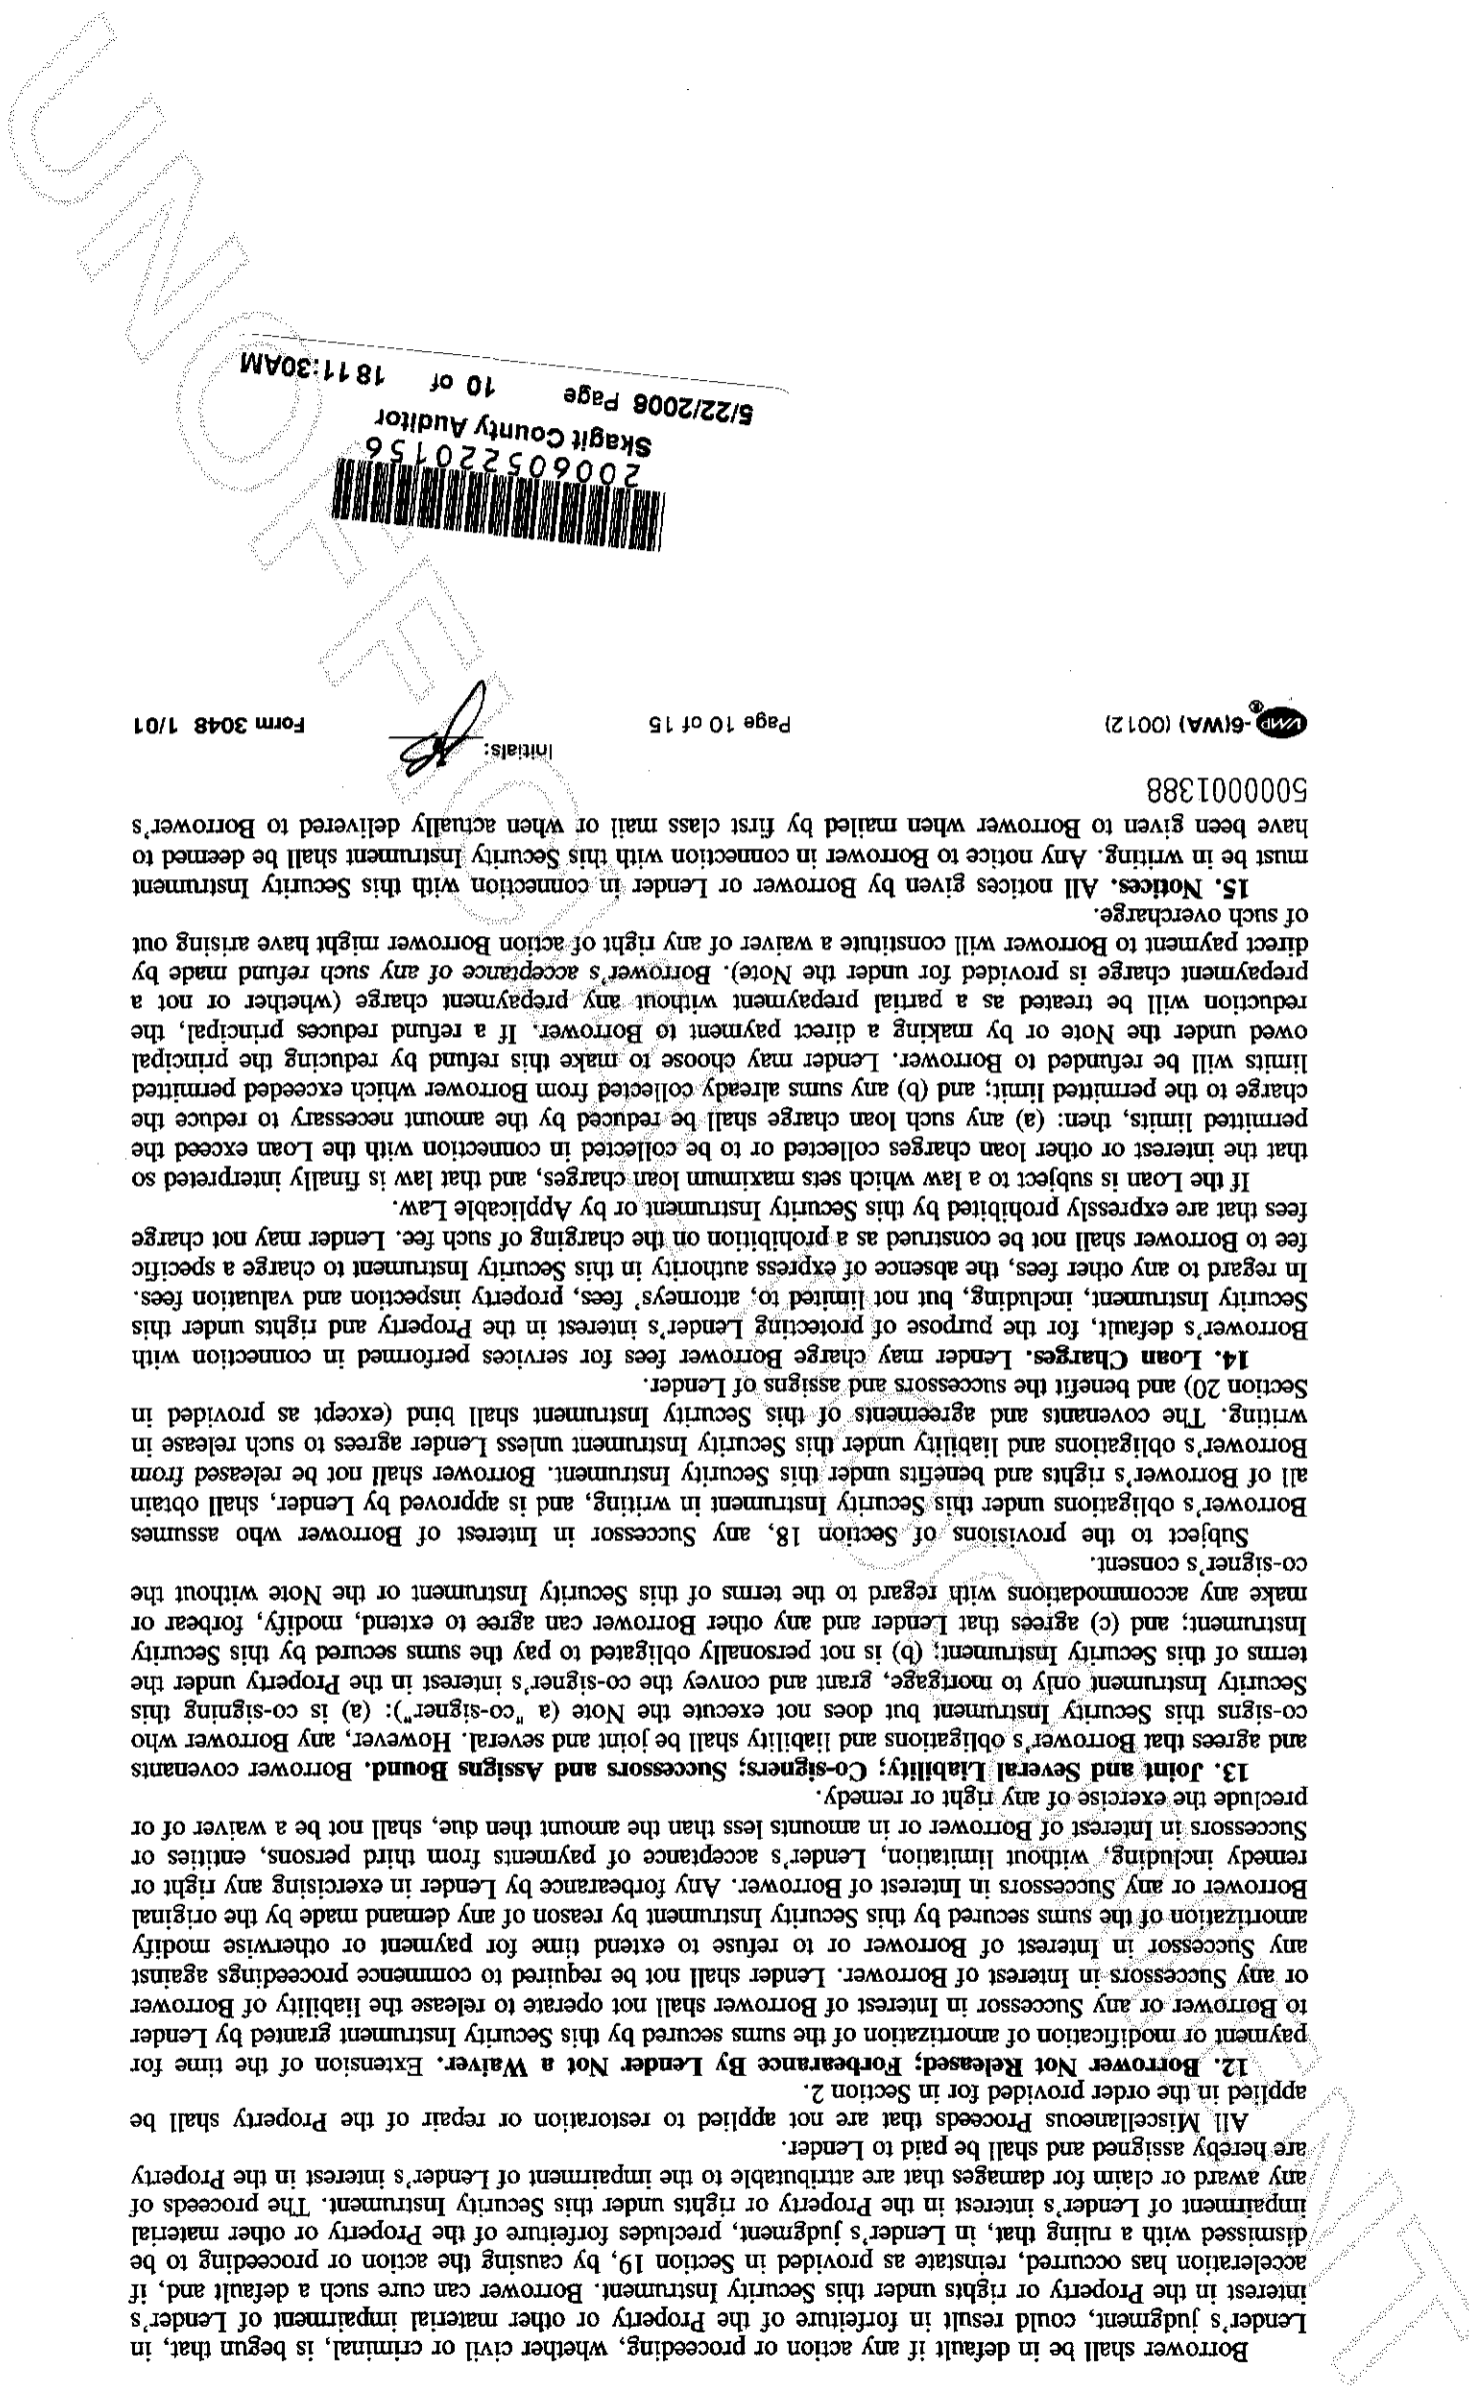 Borrower shall be in default if any action or proceeding, whether civil or criminal, is begun that, in
Lender's judgment, could result in forfeiture of the Property or other material impairment of Lender's
interest in the Property or rights under this Security Instrument. Borrower can cure such a default and, if
acceleration has occurred, reinstate as provided in Section 19, by causing the action or proceeding to be
dismissed with a ruling that, in Lender's judgment, precludes forfeiture of the Property or other material
impairment of Lender's interest in the Property or rights under this Security Instrument. The proceeds of
any award or claim for damages that are attributable to the impairment of Lender's interest in the Property
are hereby assigned and shall be paid to Lender.
All Miscellaneous Proceeds that are not applied to restoration or repair of the Property shall be
applied in the order provided for in Section 2.
12. Borrower Not Released; Forbearance By Lender Not a Waiver. Extension of the time for
payment or modification of amortization of the sums secured by this Security Instrument granted by Lender
to Borrower or any Successor in Interest of Borrower shall not operate to release the liability of Borrower
or any Successors in Interest of Borrower. Lender shall not be required to commence proceedings against
any Successor in Interest of Borrower or to refuse to extend time for payment or otherwise modify
amortization of the sums secured by this Security Instrument by reason of any demand made by the original
Borrower or any Successors in Interest of Borrower. Any forbearance by Lender in exercising any right or
remedy including, without limitation, Lender's acceptance of payments from third persons, entities or
Successors in Interest of Borrower or in amounts less than the amount then due, shall not be a waiver of or
preclude the exercise of any right or remedy.
13. Joint and Several Liability; Co-signers; Successors and Assigns Bound. Borrower covenants
and agrees that Borrower's obligations and liability shall be joint and several. However, any Borrower who
co-signs this Security Instrument but does not execute the Note (a "co-signer"): (a) is co-signing this
Security Instrument only to mortgage, grant and convey the co-signer's interest in the Property under the
terms of this Security Instrument; (b) is not personally obligated to pay the sums secured by this Security
Instrument; and (c) agrees that Lender and any other Borrower can agree to extend, modify, forbear or
make any accommodations with regard to the terms of this Security Instrument or the Note without the
co-signer's consent.
Subject to the provisions of Section 18, any Successor in Interest of Borrower who assumes
Borrower's obligations under this Security Instrument in writing, and is approved by Lender, shall obtain
all of Borrower's rights and benefits under this Security Instrument. Borrower shall not be released from
Borrower's obligations and liability under this Security Instrument unless Lender agrees to such release in
writing. The covenants and agreements of this Security Instrument shall bind (except as provided in
Section 20) and benefit the successors and assigns of Lender.
14. Loan Charges. Lender may charge Borrower fees for services performed in connection with
Borrower's default, for the purpose of protecting Lender's interest in the Property and rights under this
Security Instrument, including, but not limited to, attorneys' fees, property inspection and valuation fees.
In regard to any other fees, the absence of express authority in this Security Instrument to charge a specific
fee to Borrower shall not be construed as a prohibition on the charging of such fee. Lender may not charge
fees that are expressly prohibited by this Security Instrument or by Applicable Law.
If the Loan is subject to a law which sets maximum loan charges, and that law is finally interpreted so
that the interest or other loan charges collected or to be collected in connection with the Loan exceed the
permitted limits, then: (a) any such loan charge shall be reduced by the amount necessary to reduce the
charge to the permitted limit; and (b) any sums already collected from Borrower which exceeded permitted
limits will be refunded to Borrower. Lender may choose to make this refund by reducing the principal
owed under the Note or by making a direct payment to Borrower. If a refund reduces principal, the
reduction will be treated as a partial prepayment without any prepayment charge (whether or not a
prepayment charge is provided for under the Note). Borrower's acceptance of any such refund made by
direct payment to Borrower will constitute a waiver of any right of action Borrower might have arising out
of such overcharge.
15. Notices. All notices given by Borrower or Lender in connection with this Security Instrument
must be in writing. Any notice to Borrower in connection with this Security Instrument shall be deemed to
have been given to Borrower when mailed by first class mail or when actually delivered to Borrower's
5000001388
Initials:
VMP®-6(WA) (0012) Page 10 of 15 Form 3048 1/01
200605220156
Skagit County Auditor
5/22/2006 Page 10 of 18 11:30AM
UNOFFICIAL DOCUMENT